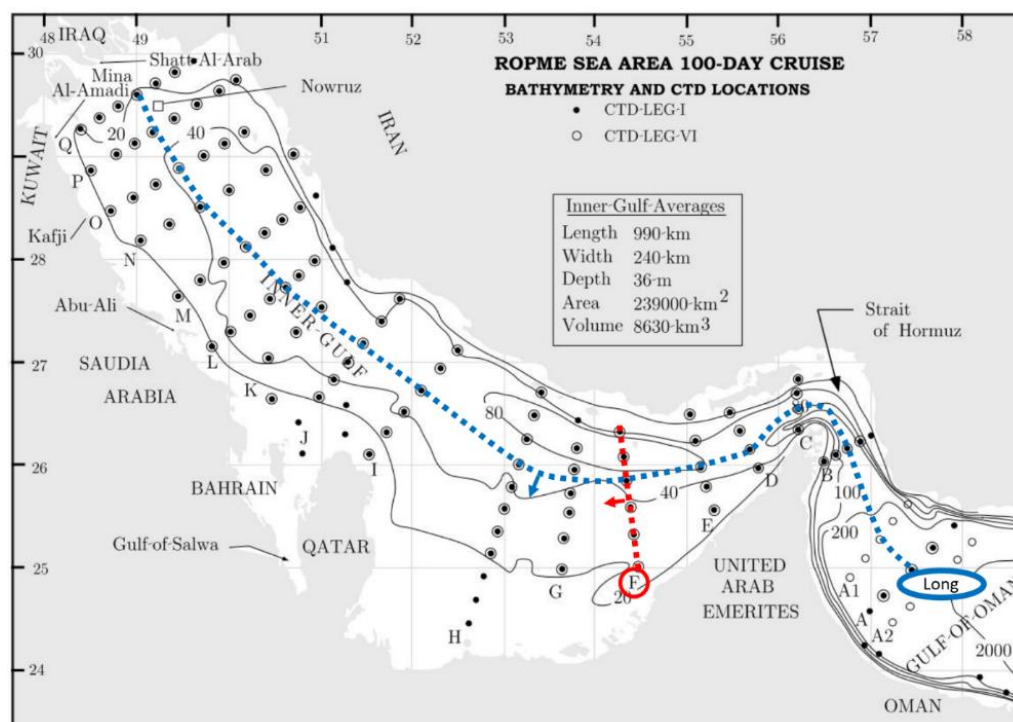 48 49 51 52 53 54 55 56 57 58
30
29
28
27
26
25
24
IRAQ
Shatt-Al-Arab
Mina
Al-Amadi
Nowruz
20
40
KUWAIT
IRAN
Q
P
O
Kafji
N
M
Abu-Ali
L
K
SAUDIA
ARABIA
J
I
BAHRAIN
QATAR
Gulf-of-Salwa
INNER-GULF
ROPME SEA AREA 100-DAY CRUISE
BATHYMETRY AND CTD LOCATIONS
CTD-LEG-I
CTD-LEG-VI
Inner-Gulf-Averages
Length 990-km
Width 240-km
Depth 36-m
Area 239000-km2
Volume 8630-km3
Strait
of Hormuz
80
80
40
H
G
F
20
E
D
C
B
100
200
UNITED
ARAB
EMERITES
A1
A
A2
Long
GULF-OF-OMAN
2000
OMAN